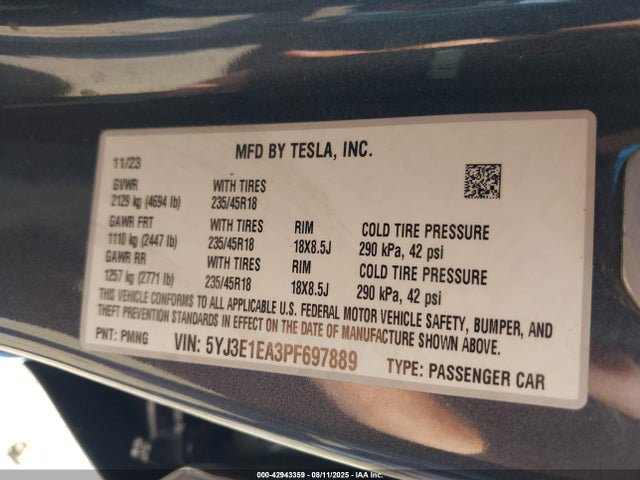 MFD BY TESLA, INC.
11/23
GVWR WITH TIRES
2129 kg (4694 lb) 235/45R18
GAWR FRT WITH TIRES RIM COLD TIRE PRESSURE
1110 kg (2447 lb) 235/45R18 18X8.5J 290 kPa, 42 psi
GAWR RR WITH TIRES RIM COLD TIRE PRESSURE
1257 kg (2771 lb) 235/45R18 18X8.5J 290 kPa, 42 psi
THIS VEHICLE CONFORMS TO ALL APPLICABLE U.S. FEDERAL MOTOR VEHICLE SAFETY, BUMPER, AND
THEFT PREVENTION STANDARDS IN EFFECT ON THE DATE OF MANUFACTURE SHOWN ABOVE.
PNT: PMNG VIN: 5YJ3E1EA3PF697889 TYPE: PASSENGER CAR
000-42943359 - 08/11/2025 - IAA Inc.